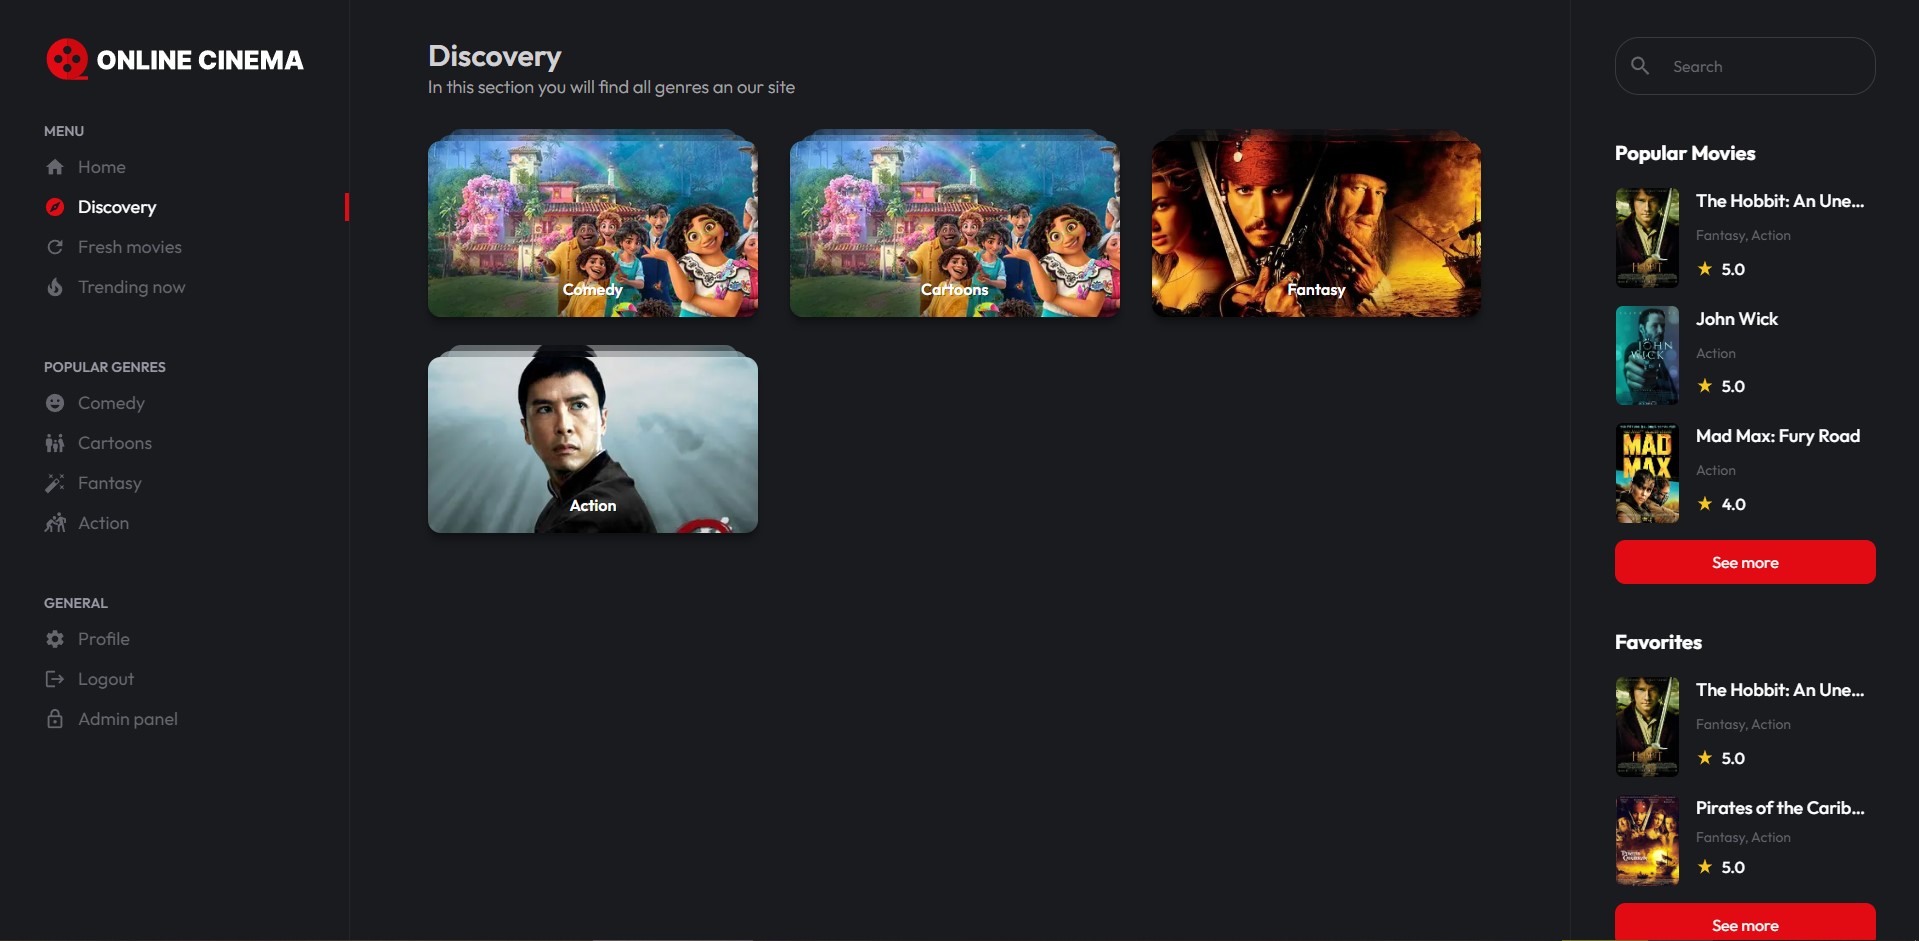 ONLINE CINEMA
MENU
Home
Discovery
Fresh movies
Trending now
POPULAR GENRES
Comedy
Cartoons
Fantasy
Action
GENERAL
Profile
Logout
Admin panel
Discovery
In this section you will find all genres an our site
Comedy
Cartoons
Fantasy
Action
Search
Popular Movies
The Hobbit: An Une...
Fantasy, Action
5.0
John Wick
Action
5.0
JOHN
WICK
Mad Max: Fury Road
Action
4.0
MAD
MAX
See more
Favorites
The Hobbit: An Une...
Fantasy, Action
5.0
Pirates of the Carib...
Fantasy, Action
5.0
See more